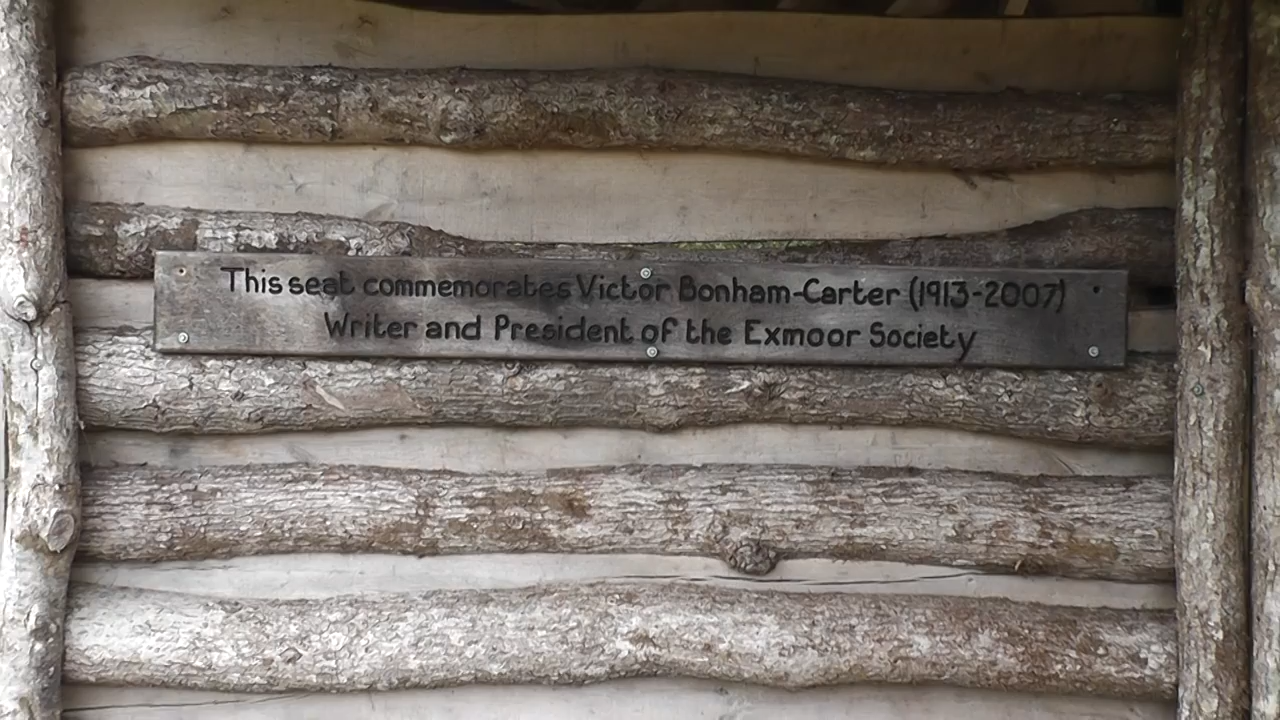 This seat commemorates Victor Bonham-Carter (1913-2007)
Writer and President of the Exmoor Society